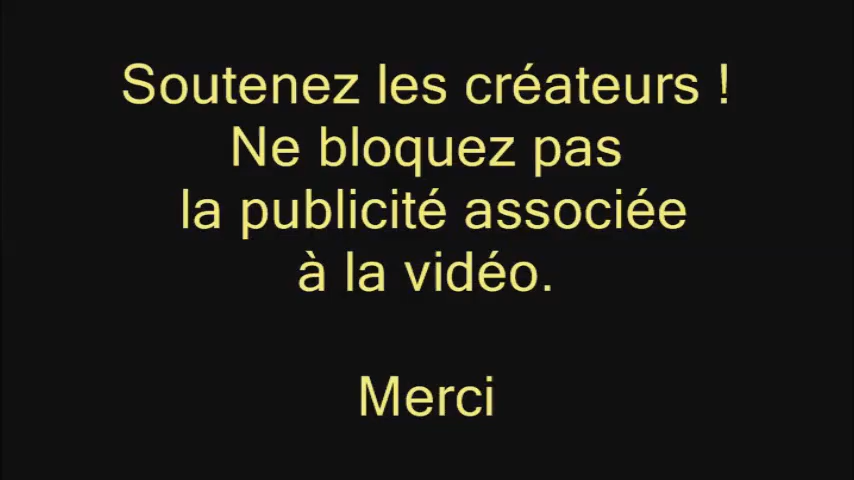 Soutenez les créateurs !
Ne bloquez pas
la publicité associée
à la vidéo.
Merci